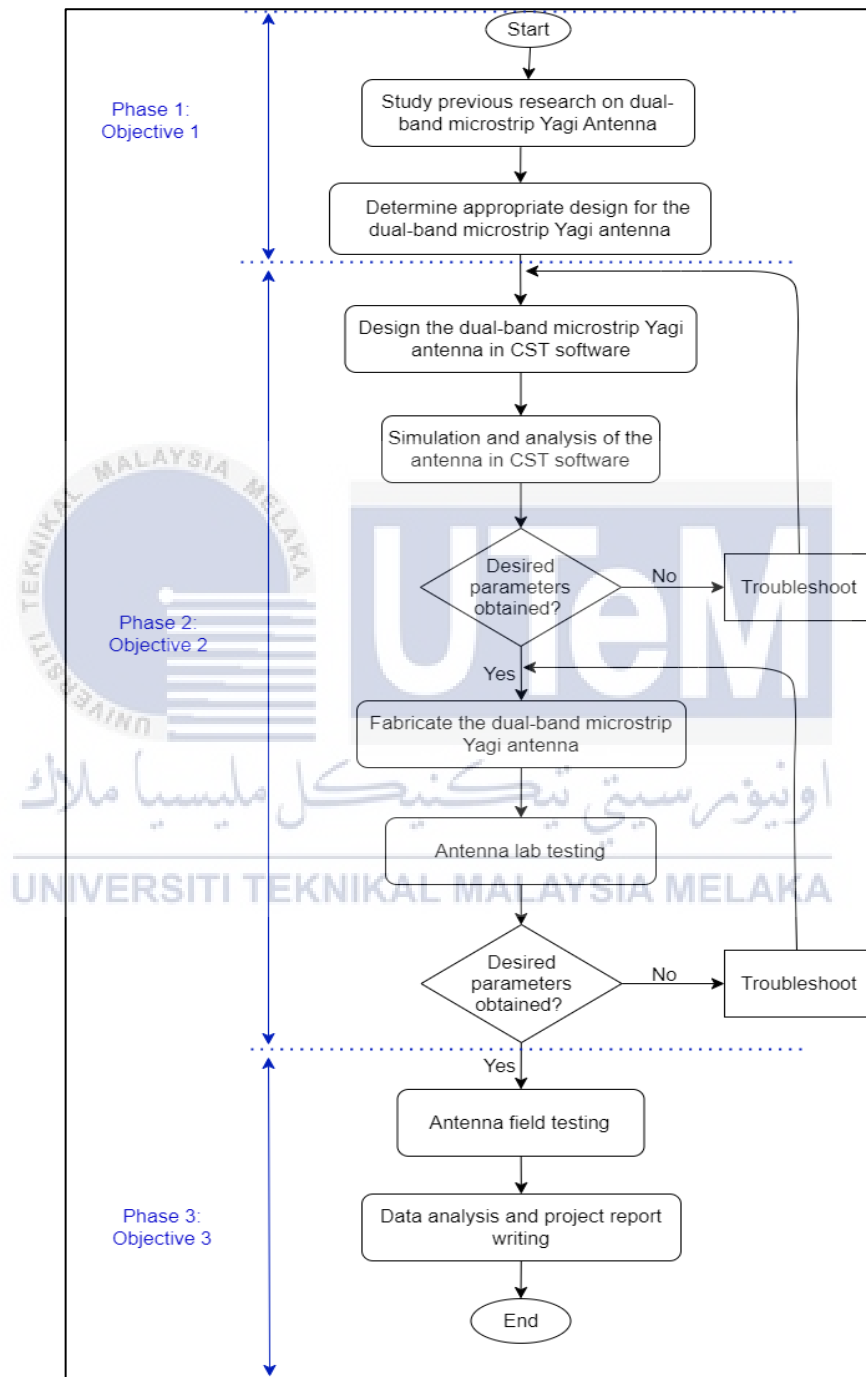 Start
Phase 1:
Objective 1
Study previous research on dual-
band microstrip Yagi Antenna
Determine appropriate design for the
dual-band microstrip Yagi antenna
Design the dual-band microstrip Yagi
antenna in CST software
Simulation and analysis of the
antenna in CST software
UNIVERSITI TEKNIKAL MALAYSIA MELAKA
UTeM
Desired
parameters
obtained?
No
Troubleshoot
Phase 2:
Objective 2
Yes
Fabricate the dual-band microstrip
Yagi antenna
اونيۏرسيتي تيكنيكل مليسيا ملاك
Antenna lab testing
UNIVERSITI TEKNIKAL MALAYSIA MELAKA
Desired
parameters
obtained?
No
Troubleshoot
Yes
Antenna field testing
Phase 3:
Objective 3
Data analysis and project report
writing
End